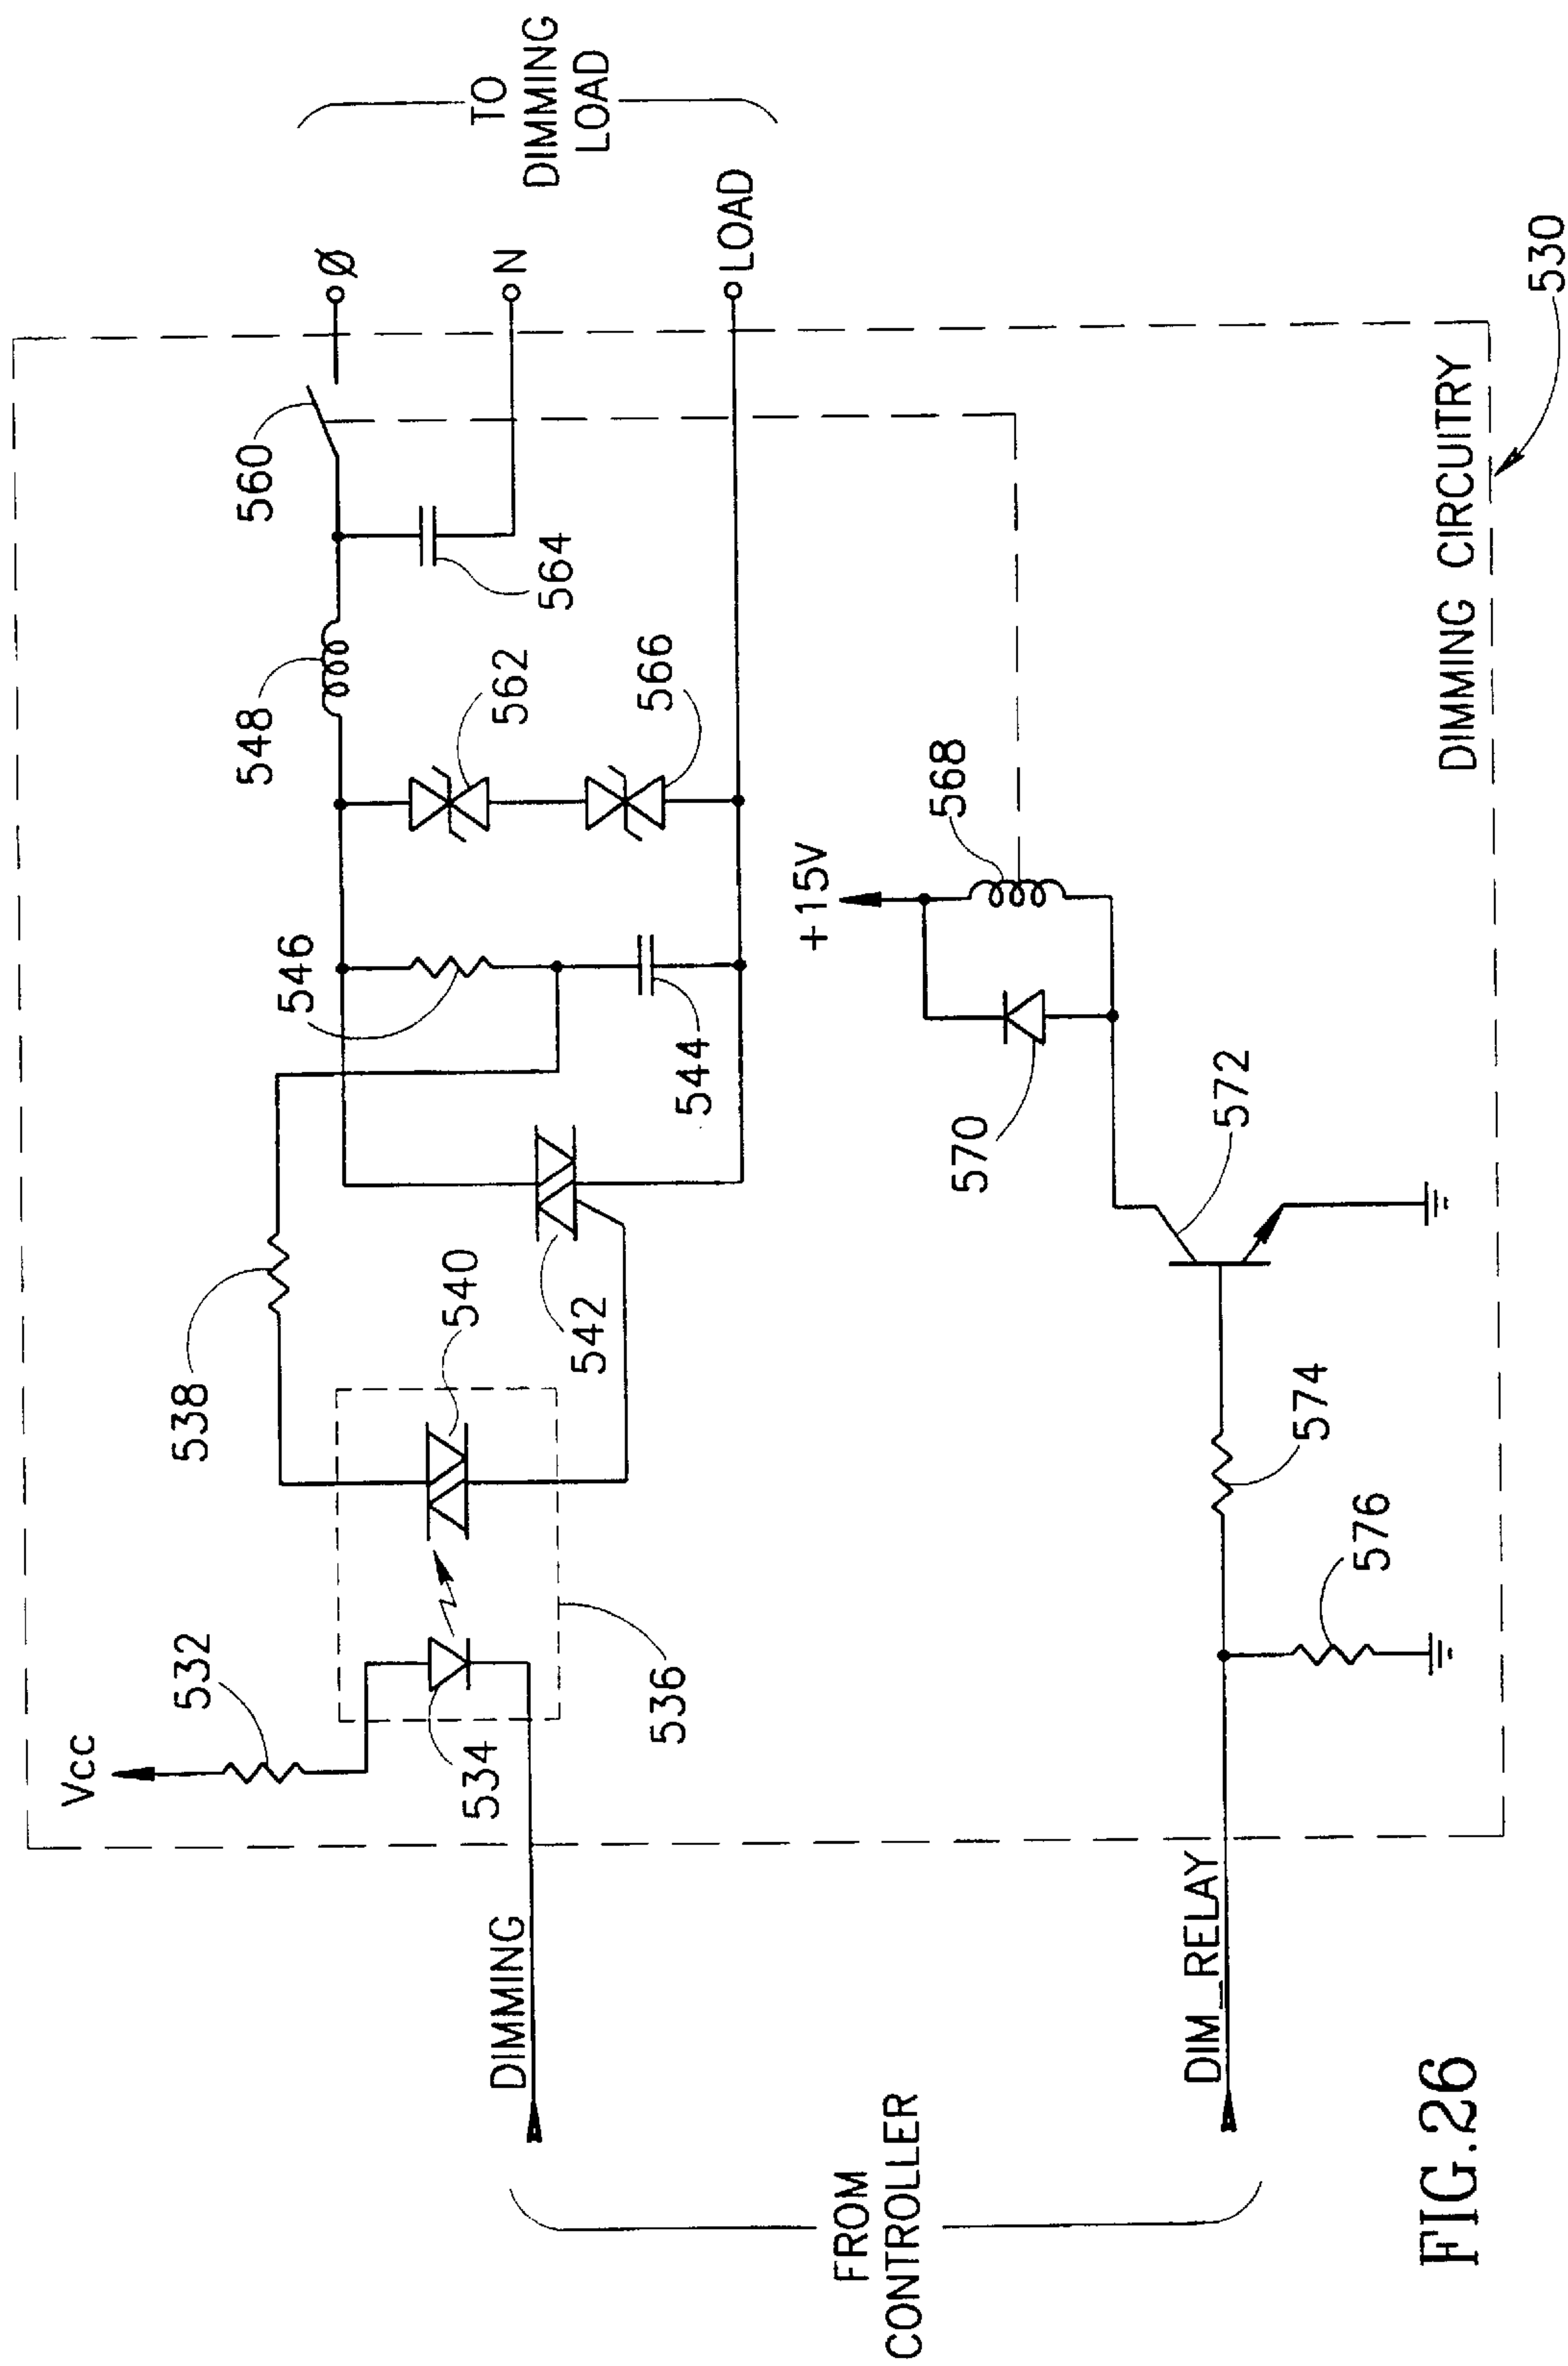 Vcc
532
534
536
538
540
542
546
544
548
562
566
560
564
Ø
N
LOAD
TO
DIMMING
LOAD
DIMMING
FROM
CONTROLLER
DIM_RELAY
+15V
568
570
572
574
576
DIMMING CIRCUITRY
530
FIG.26